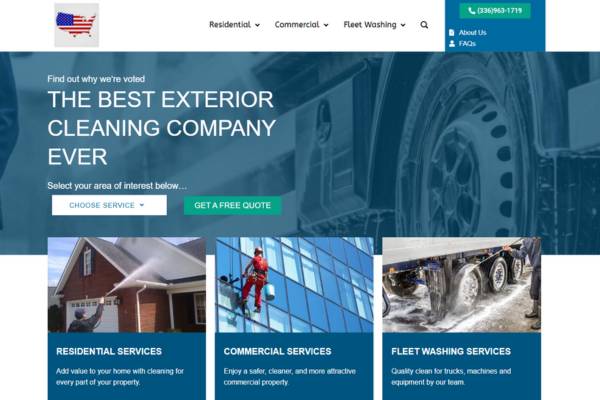 Residential
Commercial
Fleet Washing
(336)963-1719
About Us
FAQs
Find out why we're voted
THE BEST EXTERIOR
CLEANING COMPANY
EVER
Select your area of interest below...
CHOOSE SERVICE
GET A FREE QUOTE
RESIDENTIAL SERVICES
Add value to your home with cleaning for
every part of your property.
COMMERCIAL SERVICES
Enjoy a safer, cleaner, and more attractive
commercial property.
FLEET WASHING SERVICES
Quality clean for trucks, machines and
equipment by our team.